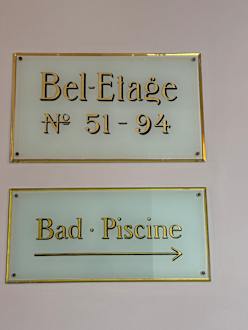 Bel-Etage
Nº 51-94
Bad · Piscine